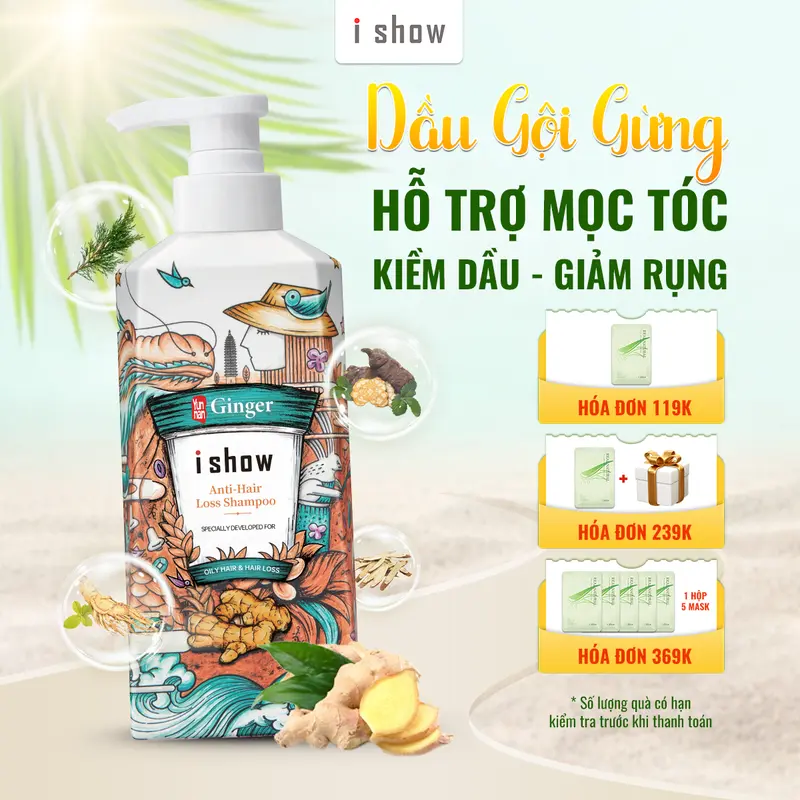 i show
Dầu Gội Gừng
HỖ TRỢ MỌC TÓC
KIỀM DẦU - GIẢM RỤNG
Yun nan
Ginger
i show
Anti-Hair
Loss Shampoo
SPECIALLY DEVELOPED FOR
OILY HAIR & HAIR LOSS
HÓA ĐƠN 119K
+
HÓA ĐƠN 239K
1 HỘP
5 MASK
HÓA ĐƠN 369K
* Số lượng quà có hạn
kiểm tra trước khi thanh toán